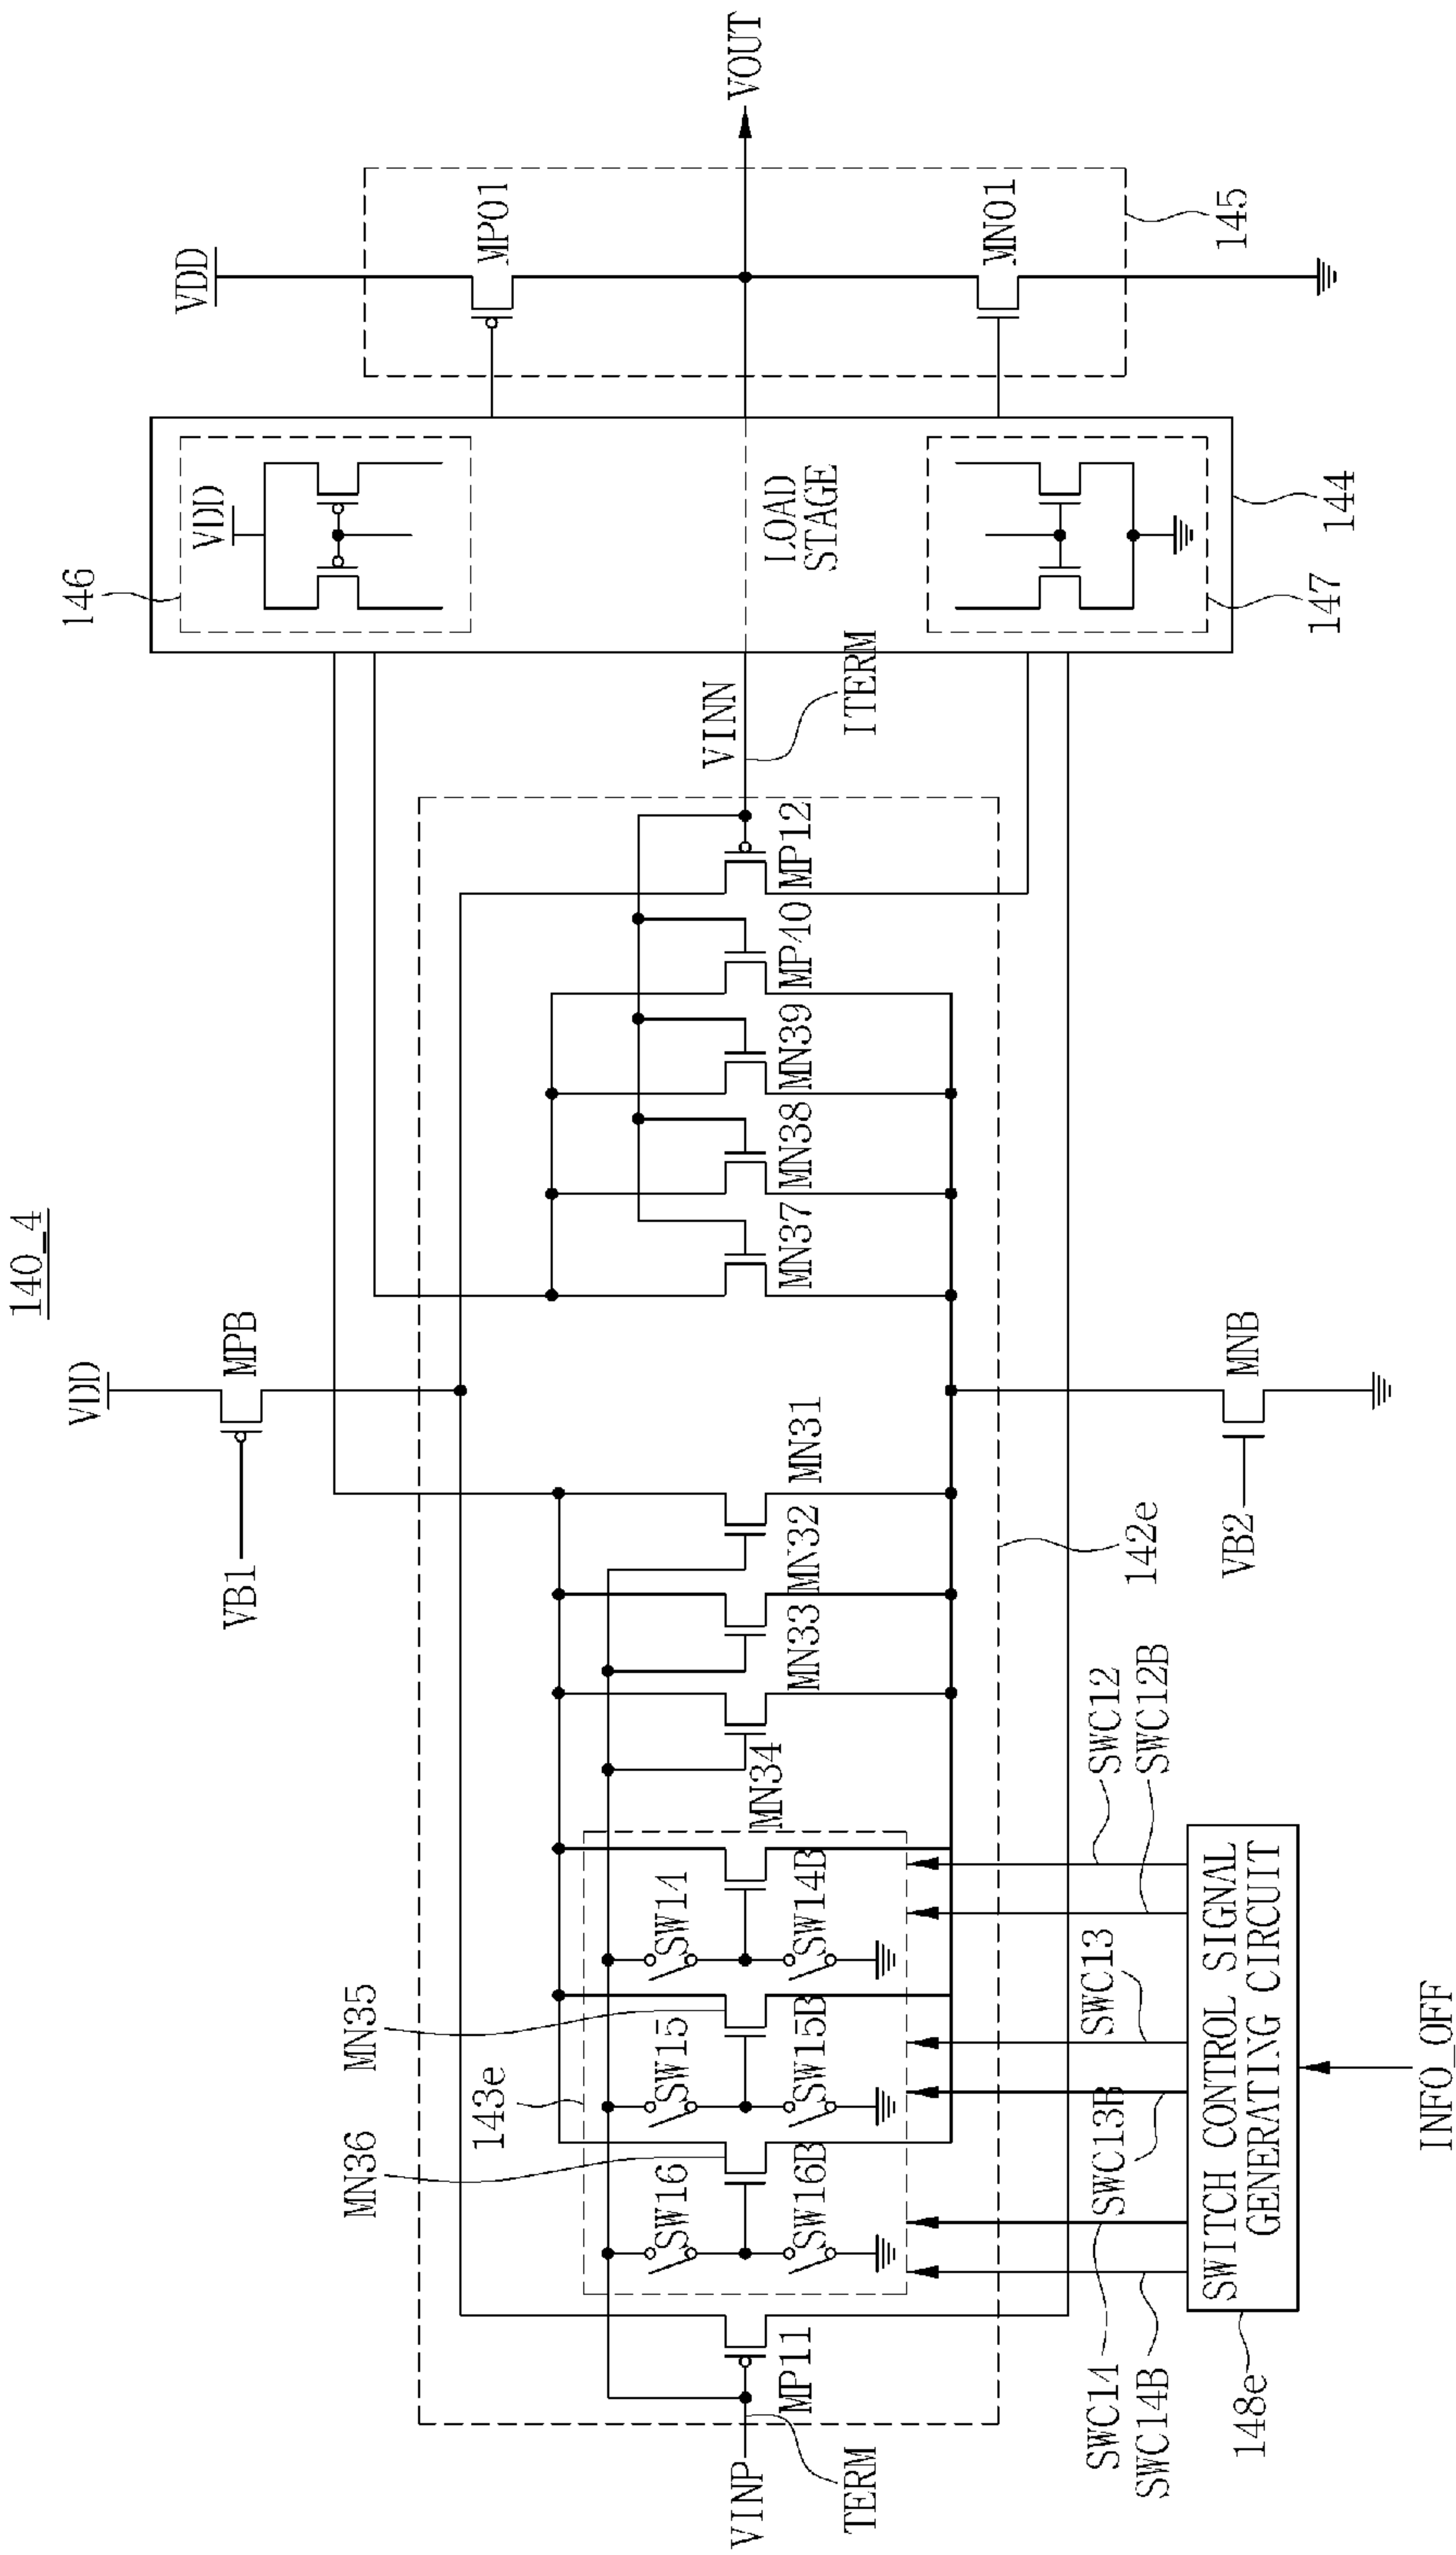 140_4
VDD
VB1
MPB
VDD
146
VDD
MPO1
VOUT
MN36
MN35
143e
SW16
SW15
SW14
SW16B
SW15B
SW14B
MN34
MN33
MN32
MN31
MN37
MN38
MN39
MP40
MP12
VINN
ITERM
LOAD
STAGE
VINP
TERM
MP11
MNO1
145
144
147
142e
VB2
MNB
SWC14
SWC14B
SWC13B
SWC13
SWC12
SWC12B
148e
SWITCH CONTROL SIGNAL
GENERATING CIRCUIT
INFO_OFF